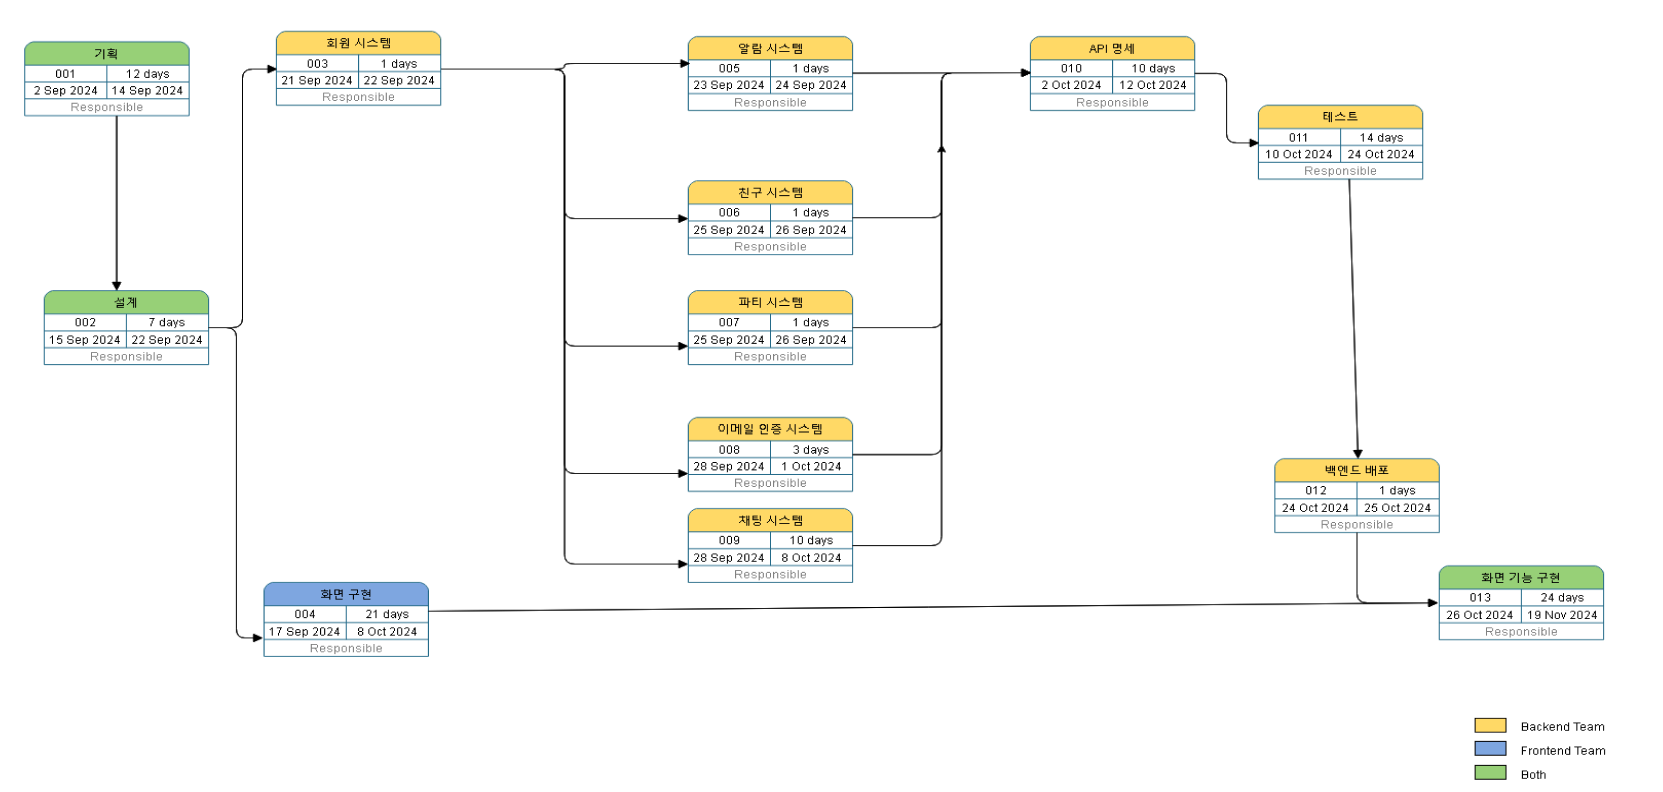 기획
001 12 days
2 Sep 2024 14 Sep 2024
Responsible
설계
002 7 days
15 Sep 2024 22 Sep 2024
Responsible
회원 시스템
003 1 days
21 Sep 2024 22 Sep 2024
Responsible
화면 구현
004 21 days
17 Sep 2024 8 Oct 2024
Responsible
알람 시스템
005 1 days
23 Sep 2024 24 Sep 2024
Responsible
친구 시스템
006 1 days
25 Sep 2024 26 Sep 2024
Responsible
파티 시스템
007 1 days
25 Sep 2024 26 Sep 2024
Responsible
이메일 인증 시스템
008 3 days
28 Sep 2024 1 Oct 2024
Responsible
채팅 시스템
009 10 days
28 Sep 2024 8 Oct 2024
Responsible
API 명세
010 10 days
2 Oct 2024 12 Oct 2024
Responsible
테스트
011 14 days
10 Oct 2024 24 Oct 2024
Responsible
백엔드 배포
012 1 days
24 Oct 2024 25 Oct 2024
Responsible
화면 기능 구현
013 24 days
26 Oct 2024 19 Nov 2024
Responsible
Backend Team
Frontend Team
Both